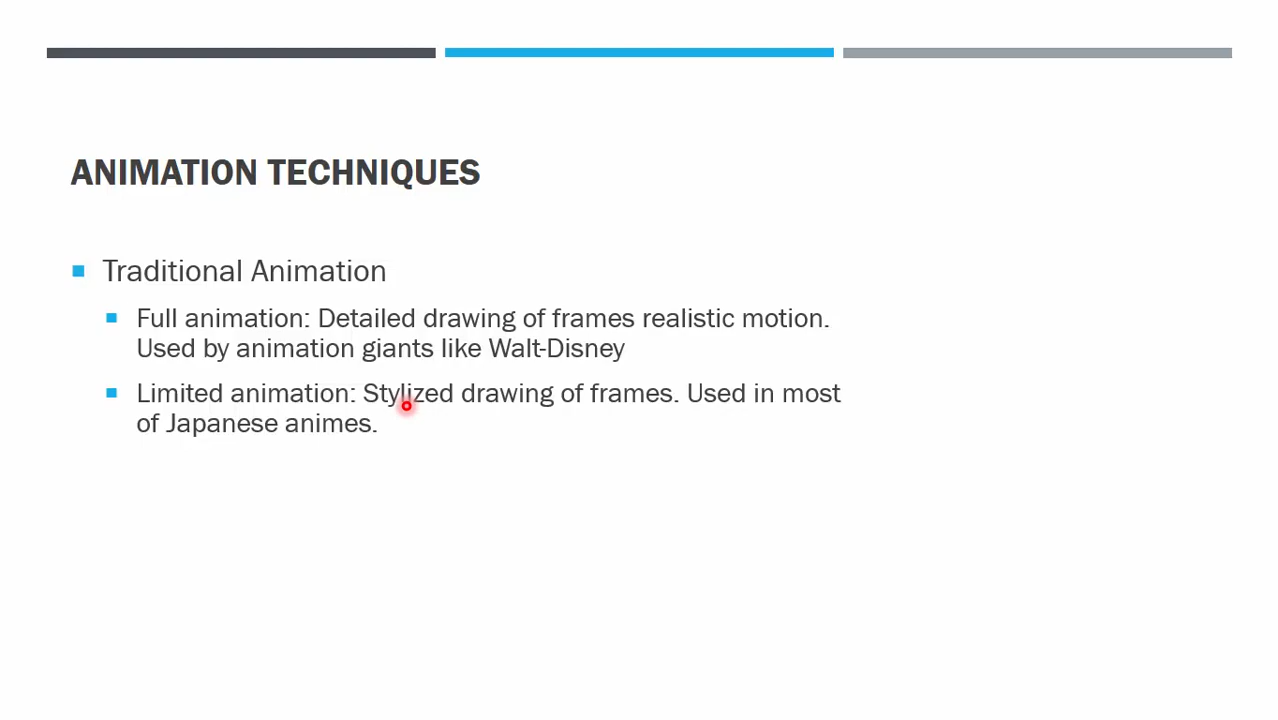 ANIMATION TECHNIQUES
Traditional Animation
Full animation: Detailed drawing of frames realistic motion.
Used by animation giants like Walt-Disney
Limited animation: Stylized drawing of frames. Used in most
of Japanese animes.